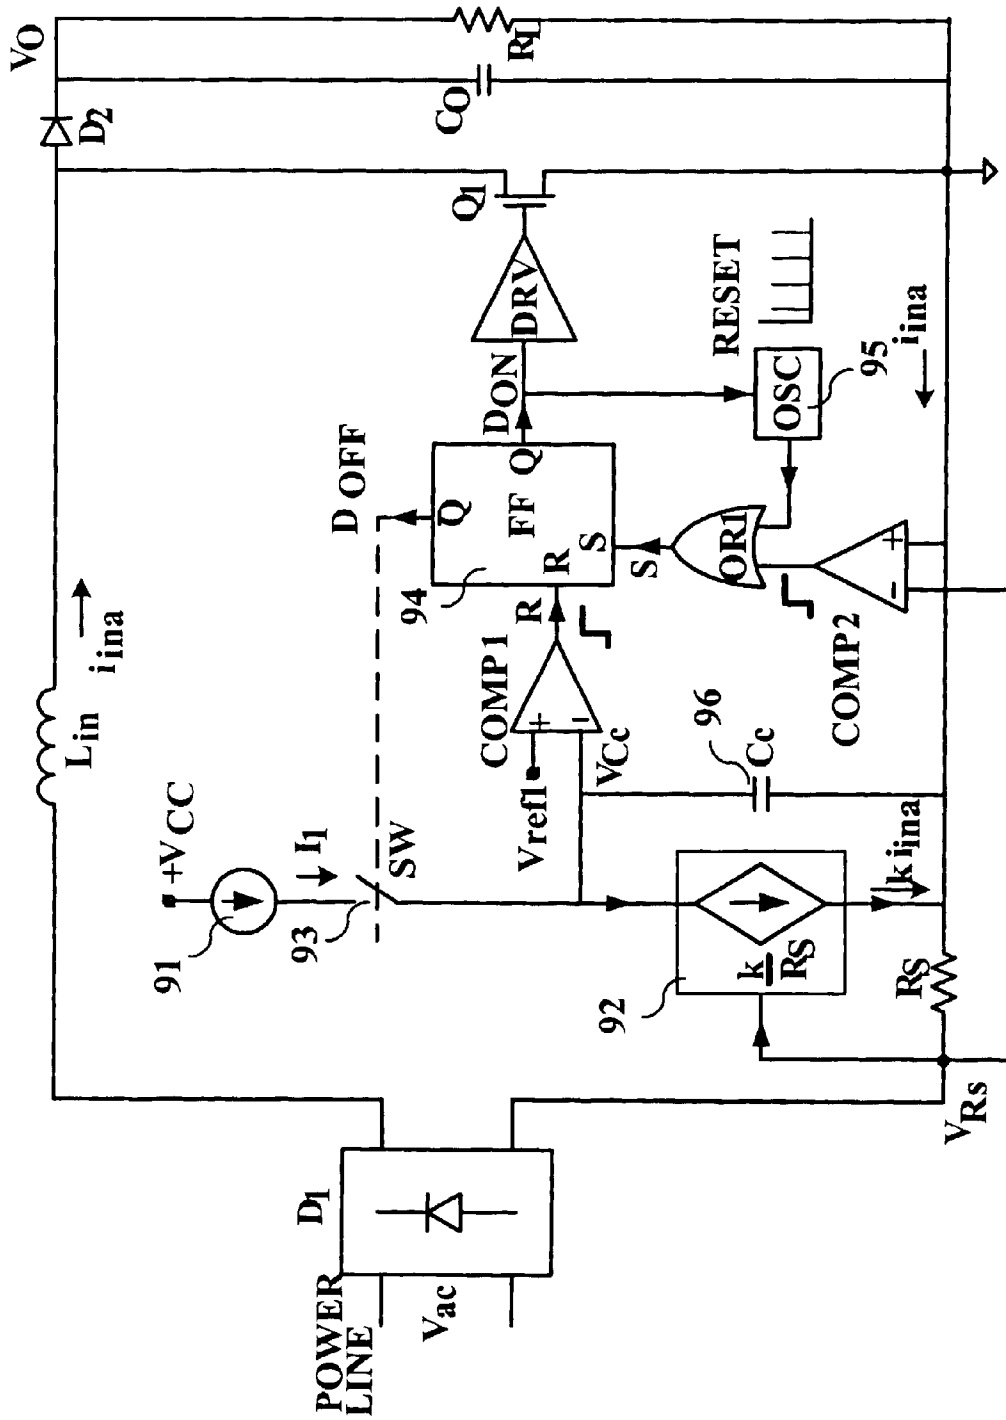 POWER
LINE
Vac
D1
Lin
iina
VO
D2
CO
RL
+VCC
91
I1
93
SW
D OFF
Vref1
COMP1
+
−
VCc
R
R
94
FF
Q
Q
S
S
DON
DRV
Q1
RESET
OSC
95
OR1
COMP2
−
+
iina
96
Cc
92
k
RS
k iina
RS
VRs